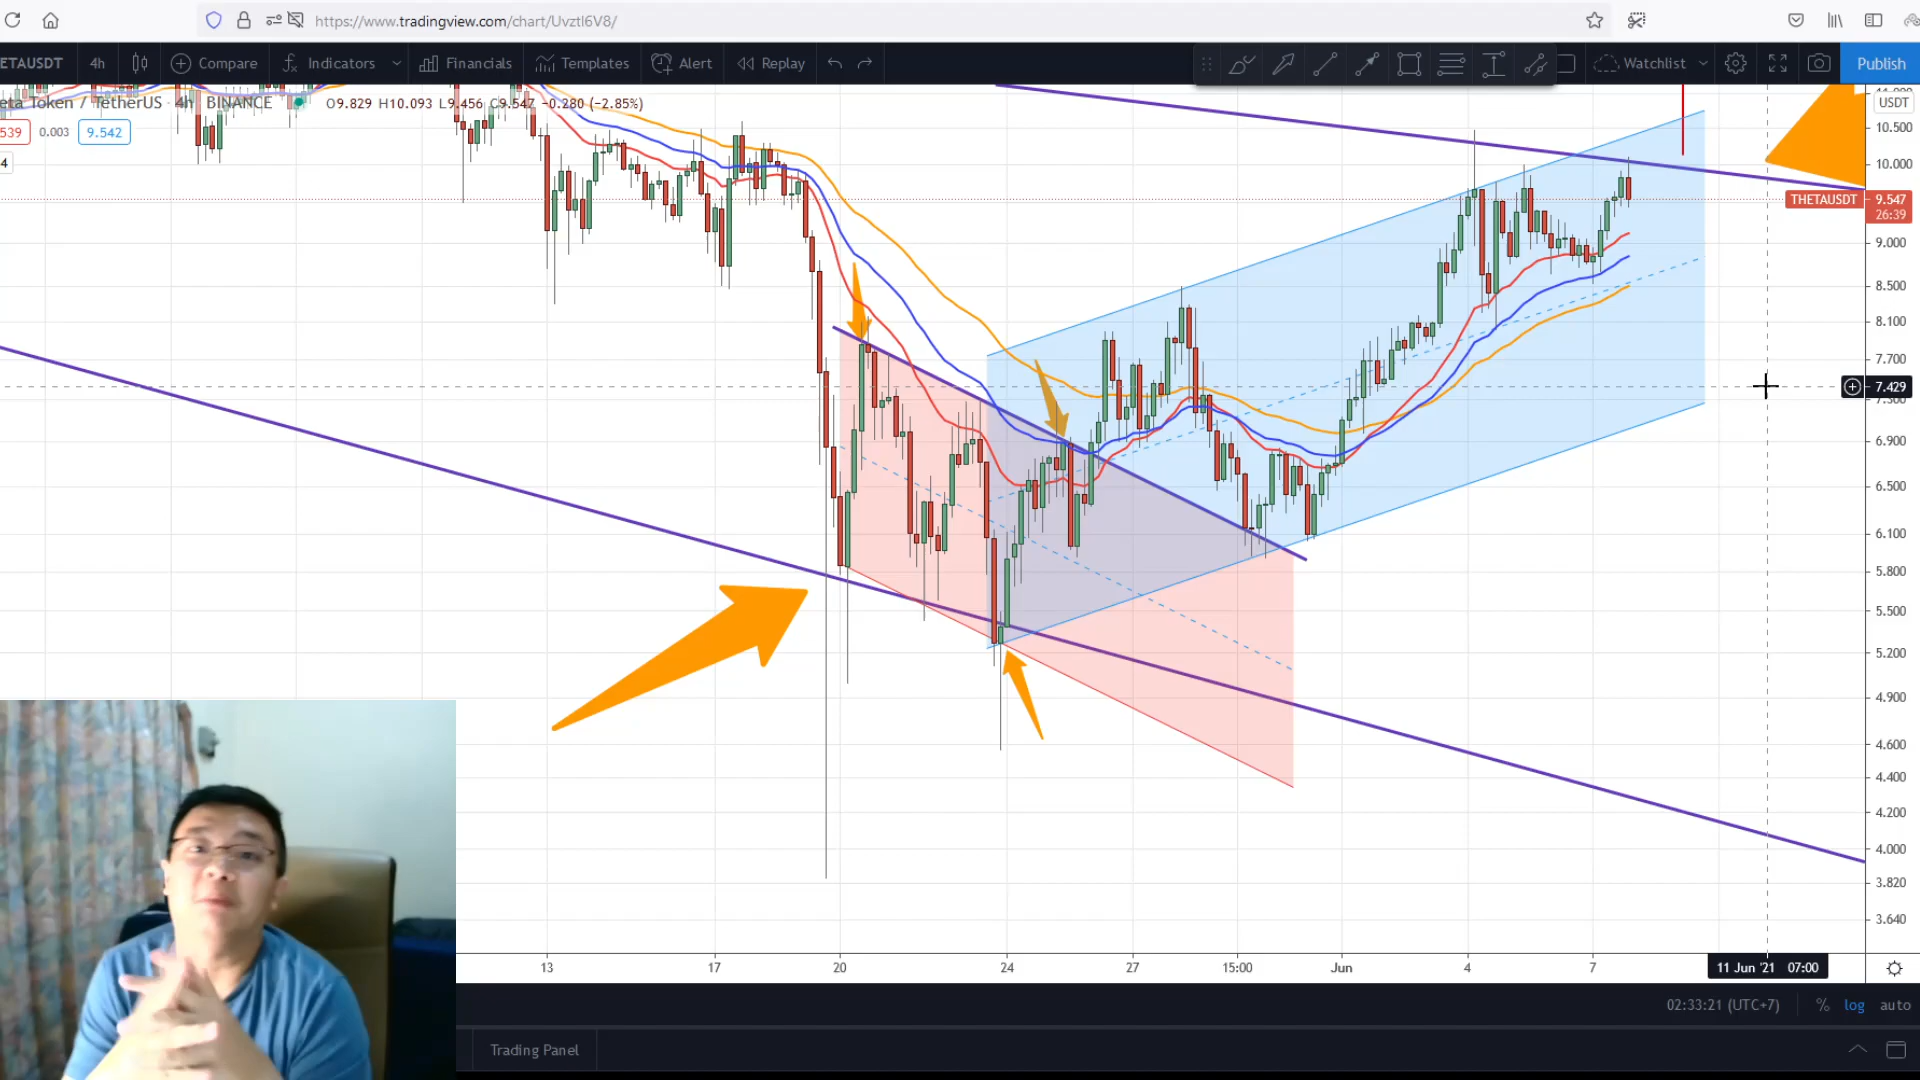 https://www.tradingview.com/chart/Uvztl6V8/
ETAUSDT 4h Compare Indicators Financials Templates Alert Replay Watchlist Publish
eta Token / TetherUS · 4h · BINANCE O9.829 H10.093 L9.456 C9.547 -0.280 (-2.85%)
539 0.003 9.542
4
USDT
10.500
10.000
THETAUSDT 9.547
26:39
9.000
8.500
8.100
7.700
7.429
7.300
6.900
6.500
6.100
5.800
5.500
5.200
4.900
4.600
4.400
4.200
4.000
3.820
3.640
13 17 20 24 27 15:00 Jun 4 7 11 Jun '21 07:00
02:33:21 (UTC+7) % log auto
Trading Panel